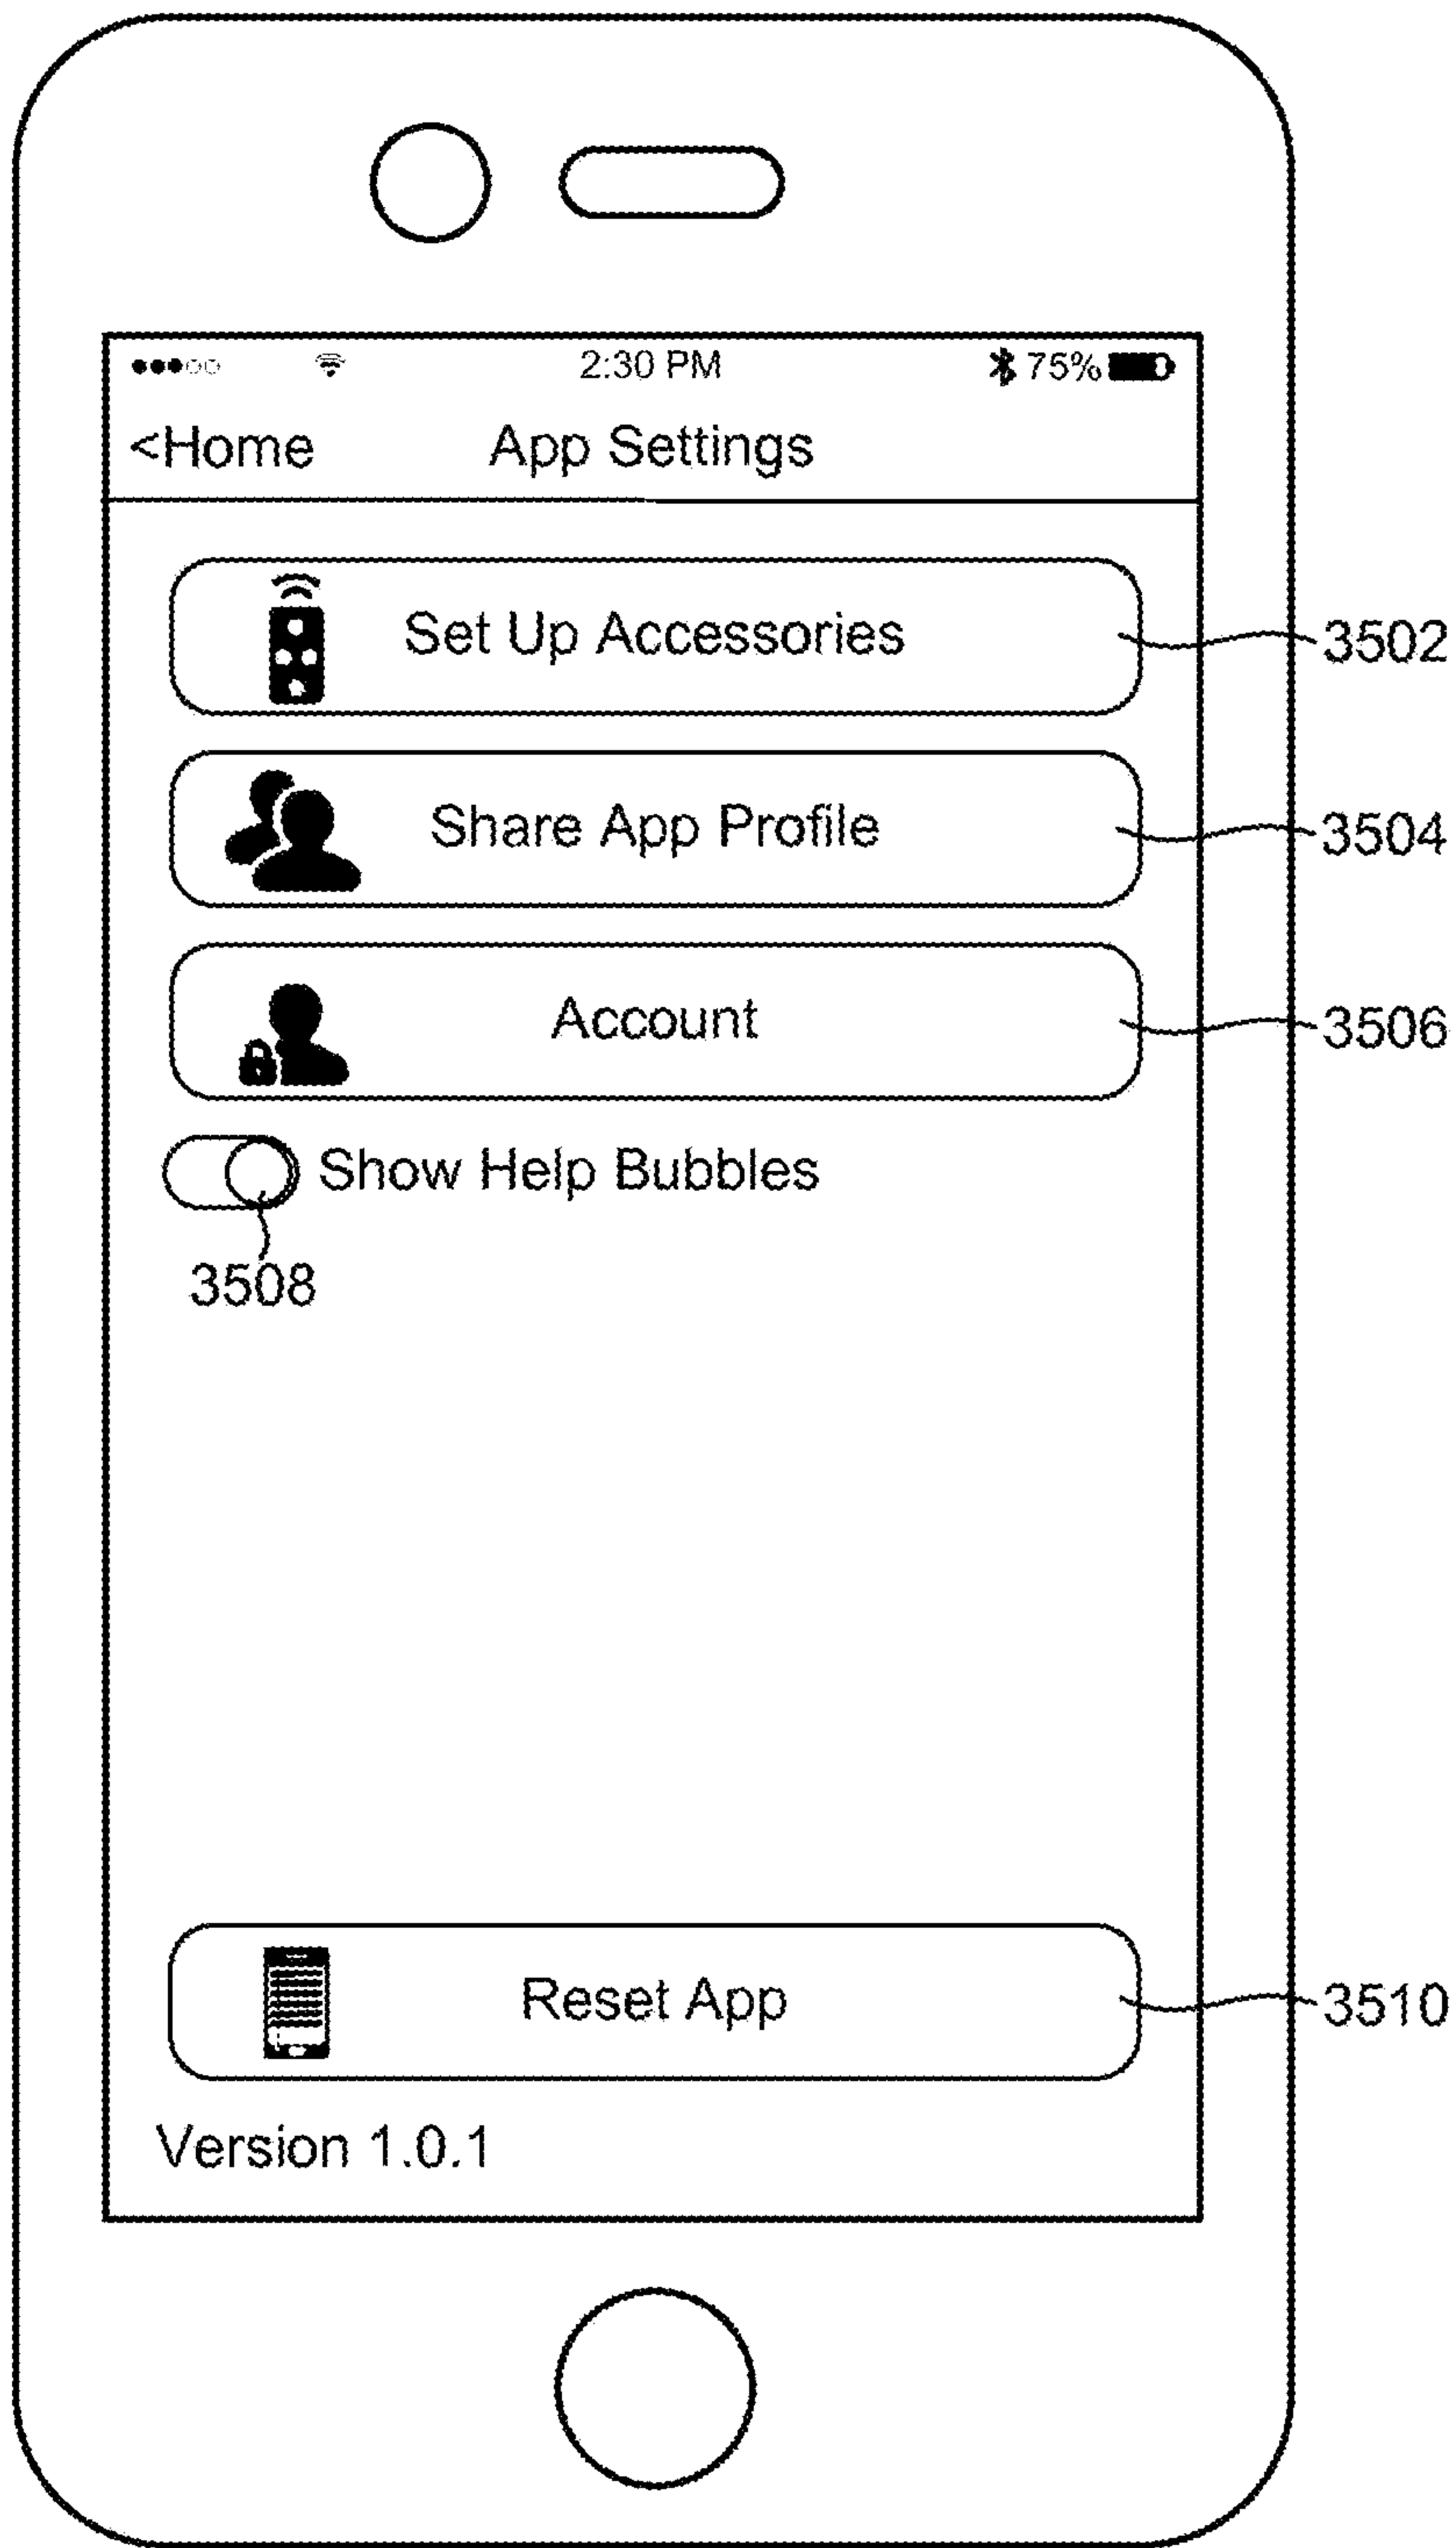 2:30 PM 75%
<Home App Settings
Set Up Accessories 3502
Share App Profile 3504
Account 3506
Show Help Bubbles
3508
Reset App 3510
Version 1.0.1